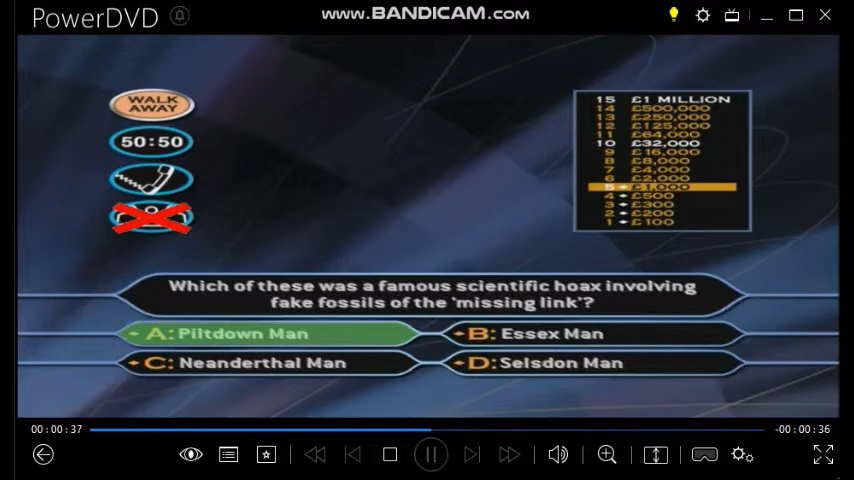 PowerDVD
www.BANDICAM.com
WALK
AWAY
50:50
15 £1 MILLION
14 £500,000
13 £250,000
12 £125,000
11 £64,000
10 £32,000
9 £16,000
8 £8,000
7 £4,000
6 £2,000
5 £1,000
4 £500
3 £300
2 £200
1 £100
Which of these was a famous scientific hoax involving
fake fossils of the 'missing link'?
A: Piltdown Man
B: Essex Man
C: Neanderthal Man
D: Selsdon Man
00:00:37
-00:00:36